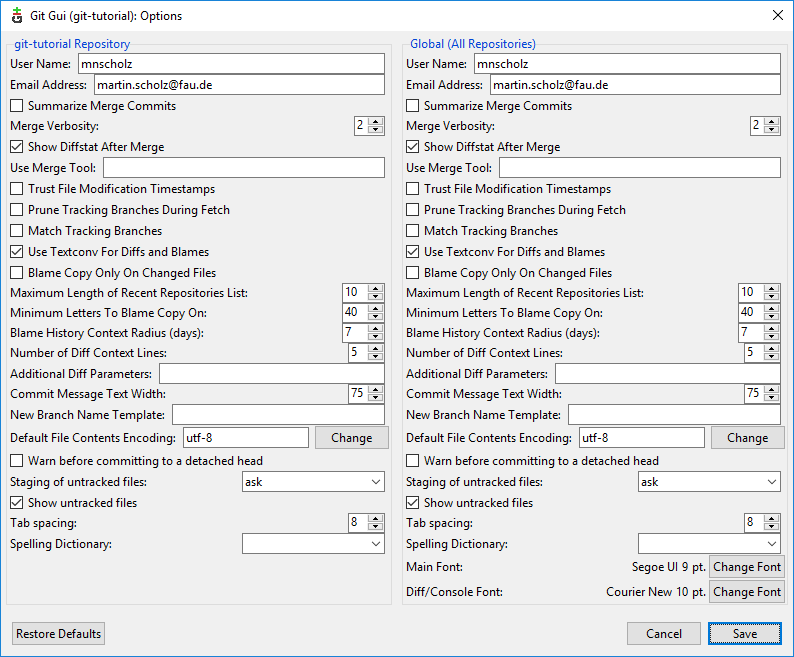 Git Gui (git-tutorial): Options
git-tutorial Repository
User Name: mnscholz
Email Address: martin.scholz@fau.de
Summarize Merge Commits
Merge Verbosity: 2
Show Diffstat After Merge
Use Merge Tool:
Trust File Modification Timestamps
Prune Tracking Branches During Fetch
Match Tracking Branches
Use Textconv For Diffs and Blames
Blame Copy Only On Changed Files
Maximum Length of Recent Repositories List: 10
Minimum Letters To Blame Copy On: 40
Blame History Context Radius (days): 7
Number of Diff Context Lines: 5
Additional Diff Parameters:
Commit Message Text Width: 75
New Branch Name Template:
Default File Contents Encoding: utf-8 Change
Warn before committing to a detached head
Staging of untracked files: ask
Show untracked files
Tab spacing: 8
Spelling Dictionary:
Global (All Repositories)
User Name: mnscholz
Email Address: martin.scholz@fau.de
Summarize Merge Commits
Merge Verbosity: 2
Show Diffstat After Merge
Use Merge Tool:
Trust File Modification Timestamps
Prune Tracking Branches During Fetch
Match Tracking Branches
Use Textconv For Diffs and Blames
Blame Copy Only On Changed Files
Maximum Length of Recent Repositories List: 10
Minimum Letters To Blame Copy On: 40
Blame History Context Radius (days): 7
Number of Diff Context Lines: 5
Additional Diff Parameters:
Commit Message Text Width: 75
New Branch Name Template:
Default File Contents Encoding: utf-8 Change
Warn before committing to a detached head
Staging of untracked files: ask
Show untracked files
Tab spacing: 8
Spelling Dictionary:
Main Font: Segoe UI 9 pt. Change Font
Diff/Console Font: Courier New 10 pt. Change Font
Restore Defaults Cancel Save